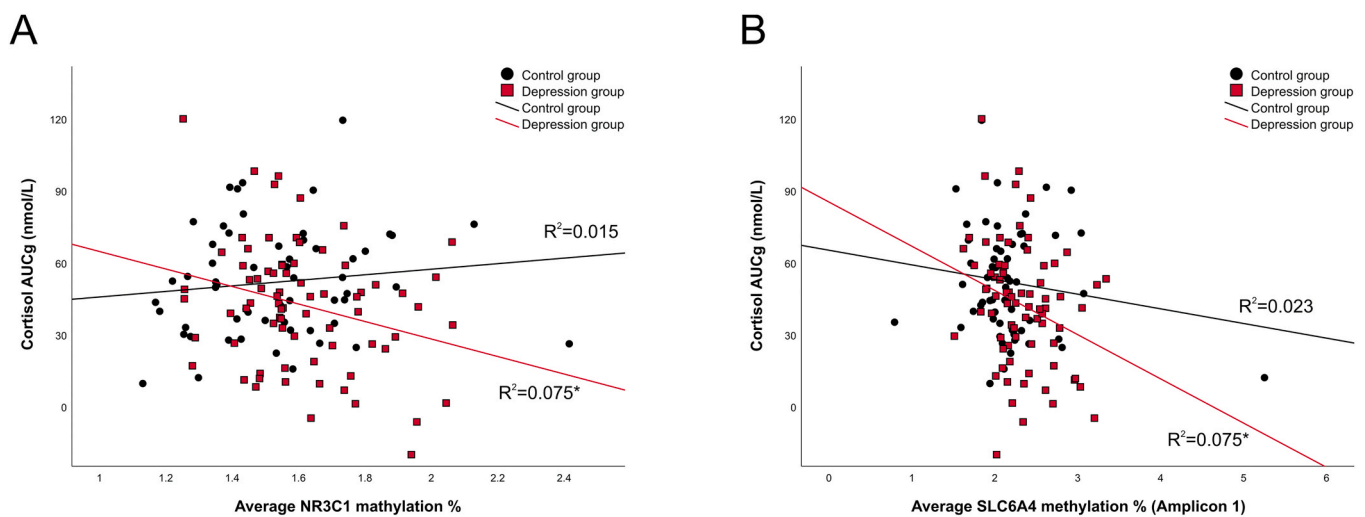 A
Control group
Depression group
Control group
Depression group
Cortisol AUCg (nmol/L)
120
90
60
30
0
R²=0.015
R²=0.075*
1 1.2 1.4 1.6 1.8 2 2.2 2.4
Average NR3C1 mathylation %
B
Control group
Depression group
Control group
Depression group
Cortisol AUCg (nmol/L)
120
90
60
30
0
R²=0.023
R²=0.075*
0 1 2 3 4 5 6
Average SLC6A4 methylation % (Amplicon 1)